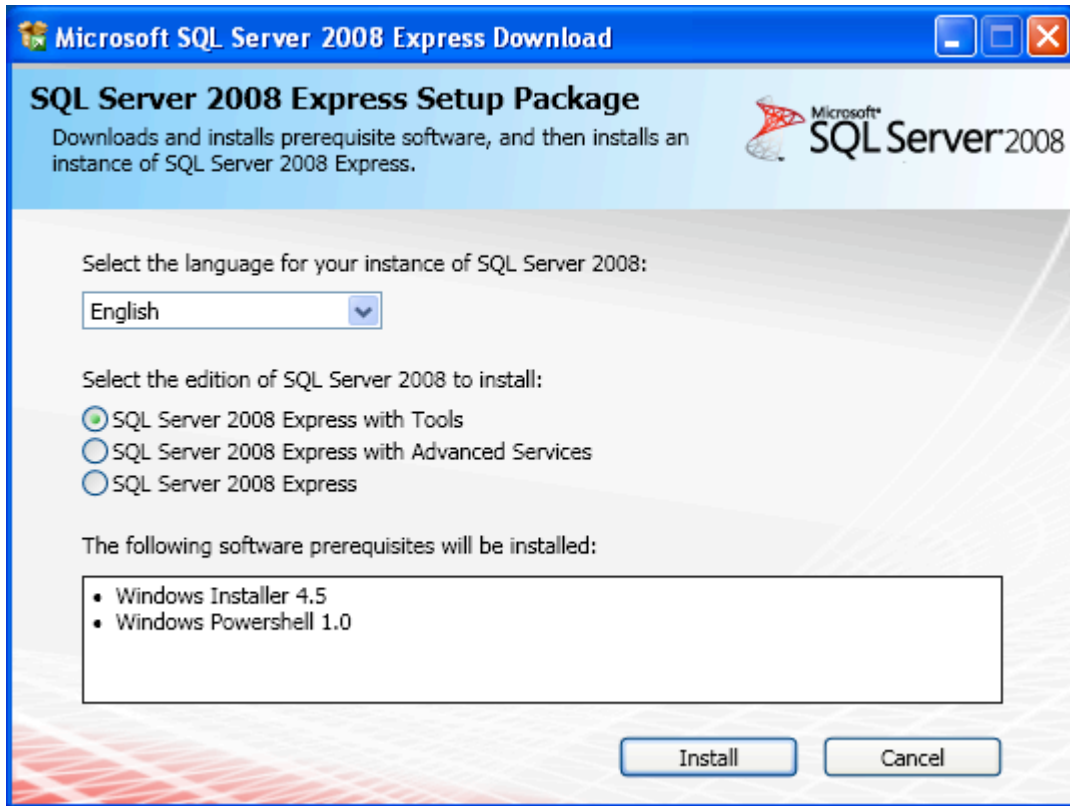 Microsoft SQL Server 2008 Express Download
SQL Server 2008 Express Setup Package
Downloads and installs prerequisite software, and then installs an
instance of SQL Server 2008 Express.
Microsoft®
SQL Server 2008
Select the language for your instance of SQL Server 2008:
English
Select the edition of SQL Server 2008 to install:
SQL Server 2008 Express with Tools
SQL Server 2008 Express with Advanced Services
SQL Server 2008 Express
The following software prerequisites will be installed:
• Windows Installer 4.5
• Windows Powershell 1.0
Install
Cancel